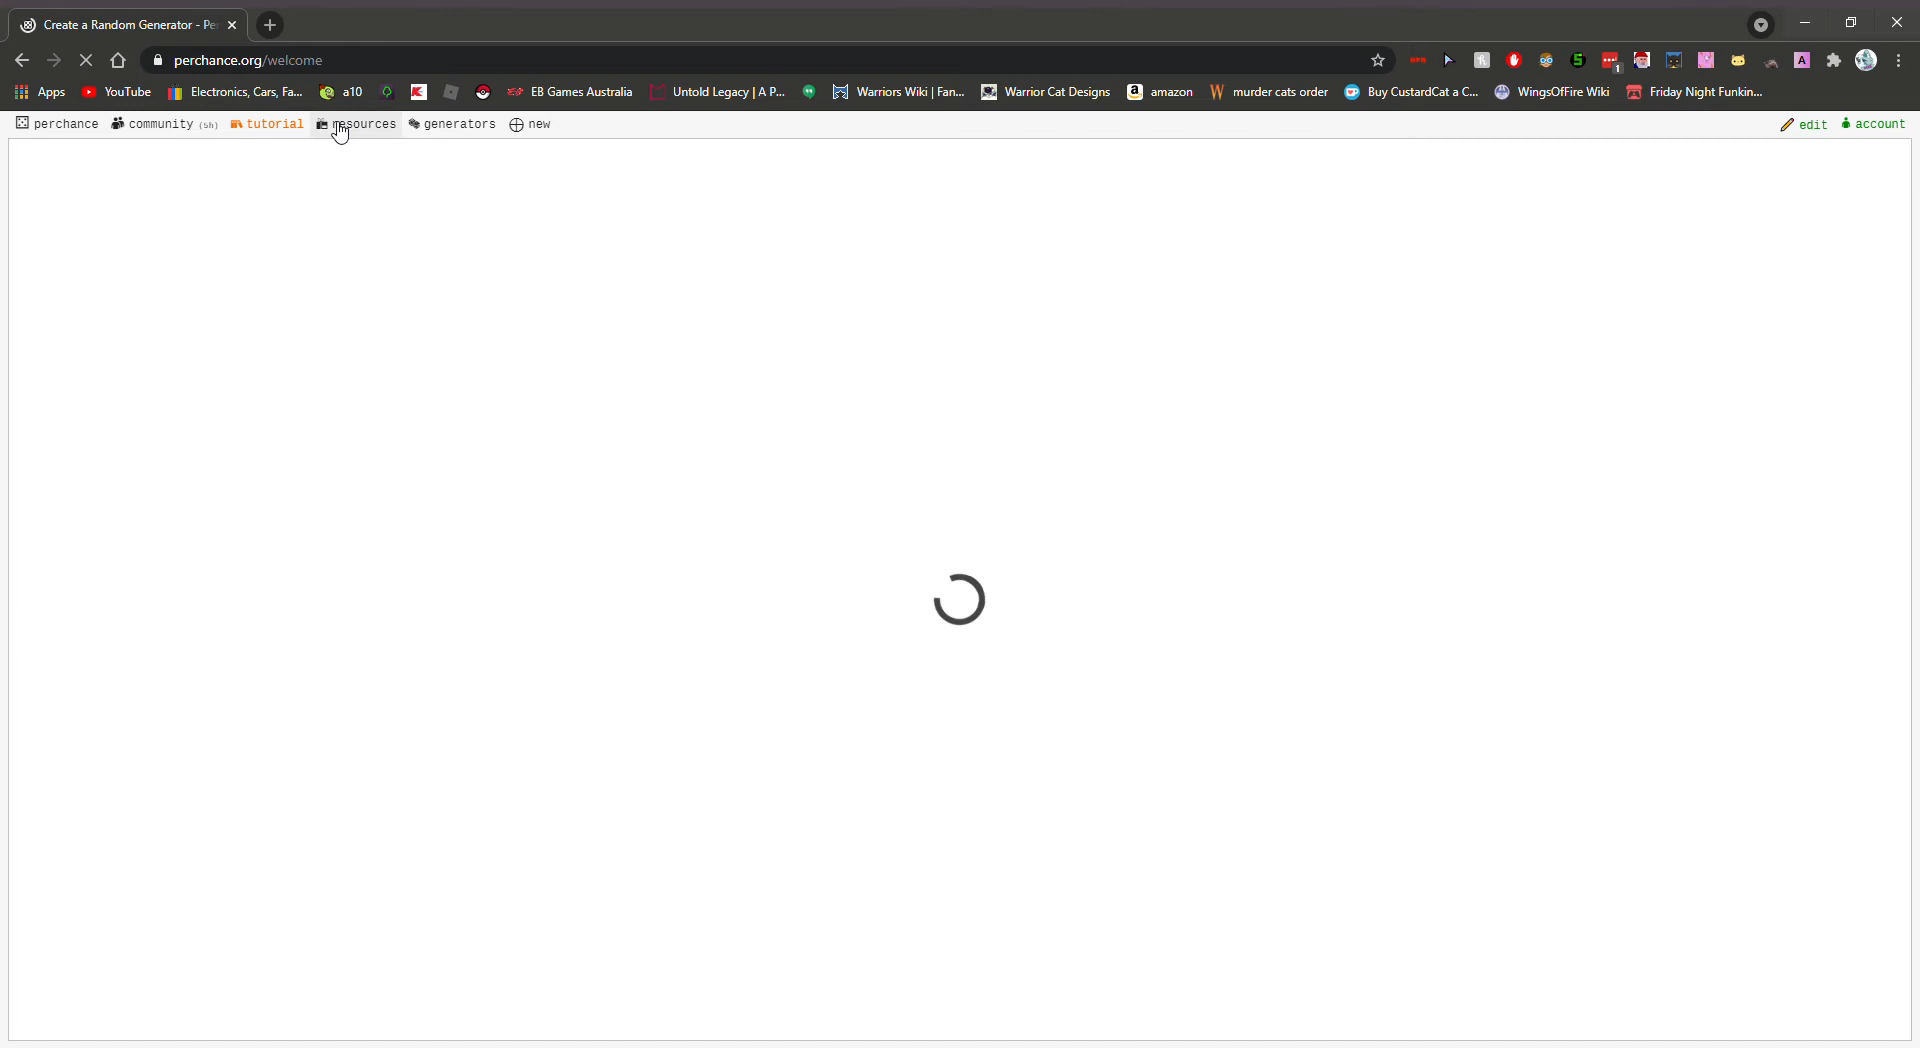 Create a Random Generator - Pe
perchance.org/welcome
1
A
Apps YouTube Electronics, Cars, Fa... a10 EB Games Australia Untold Legacy | A P... Warriors Wiki | Fan... Warrior Cat Designs amazon murder cats order Buy CustardCat a C... WingsOfFire Wiki Friday Night Funkin...
perchance community (5h) tutorial resources generators new edit account